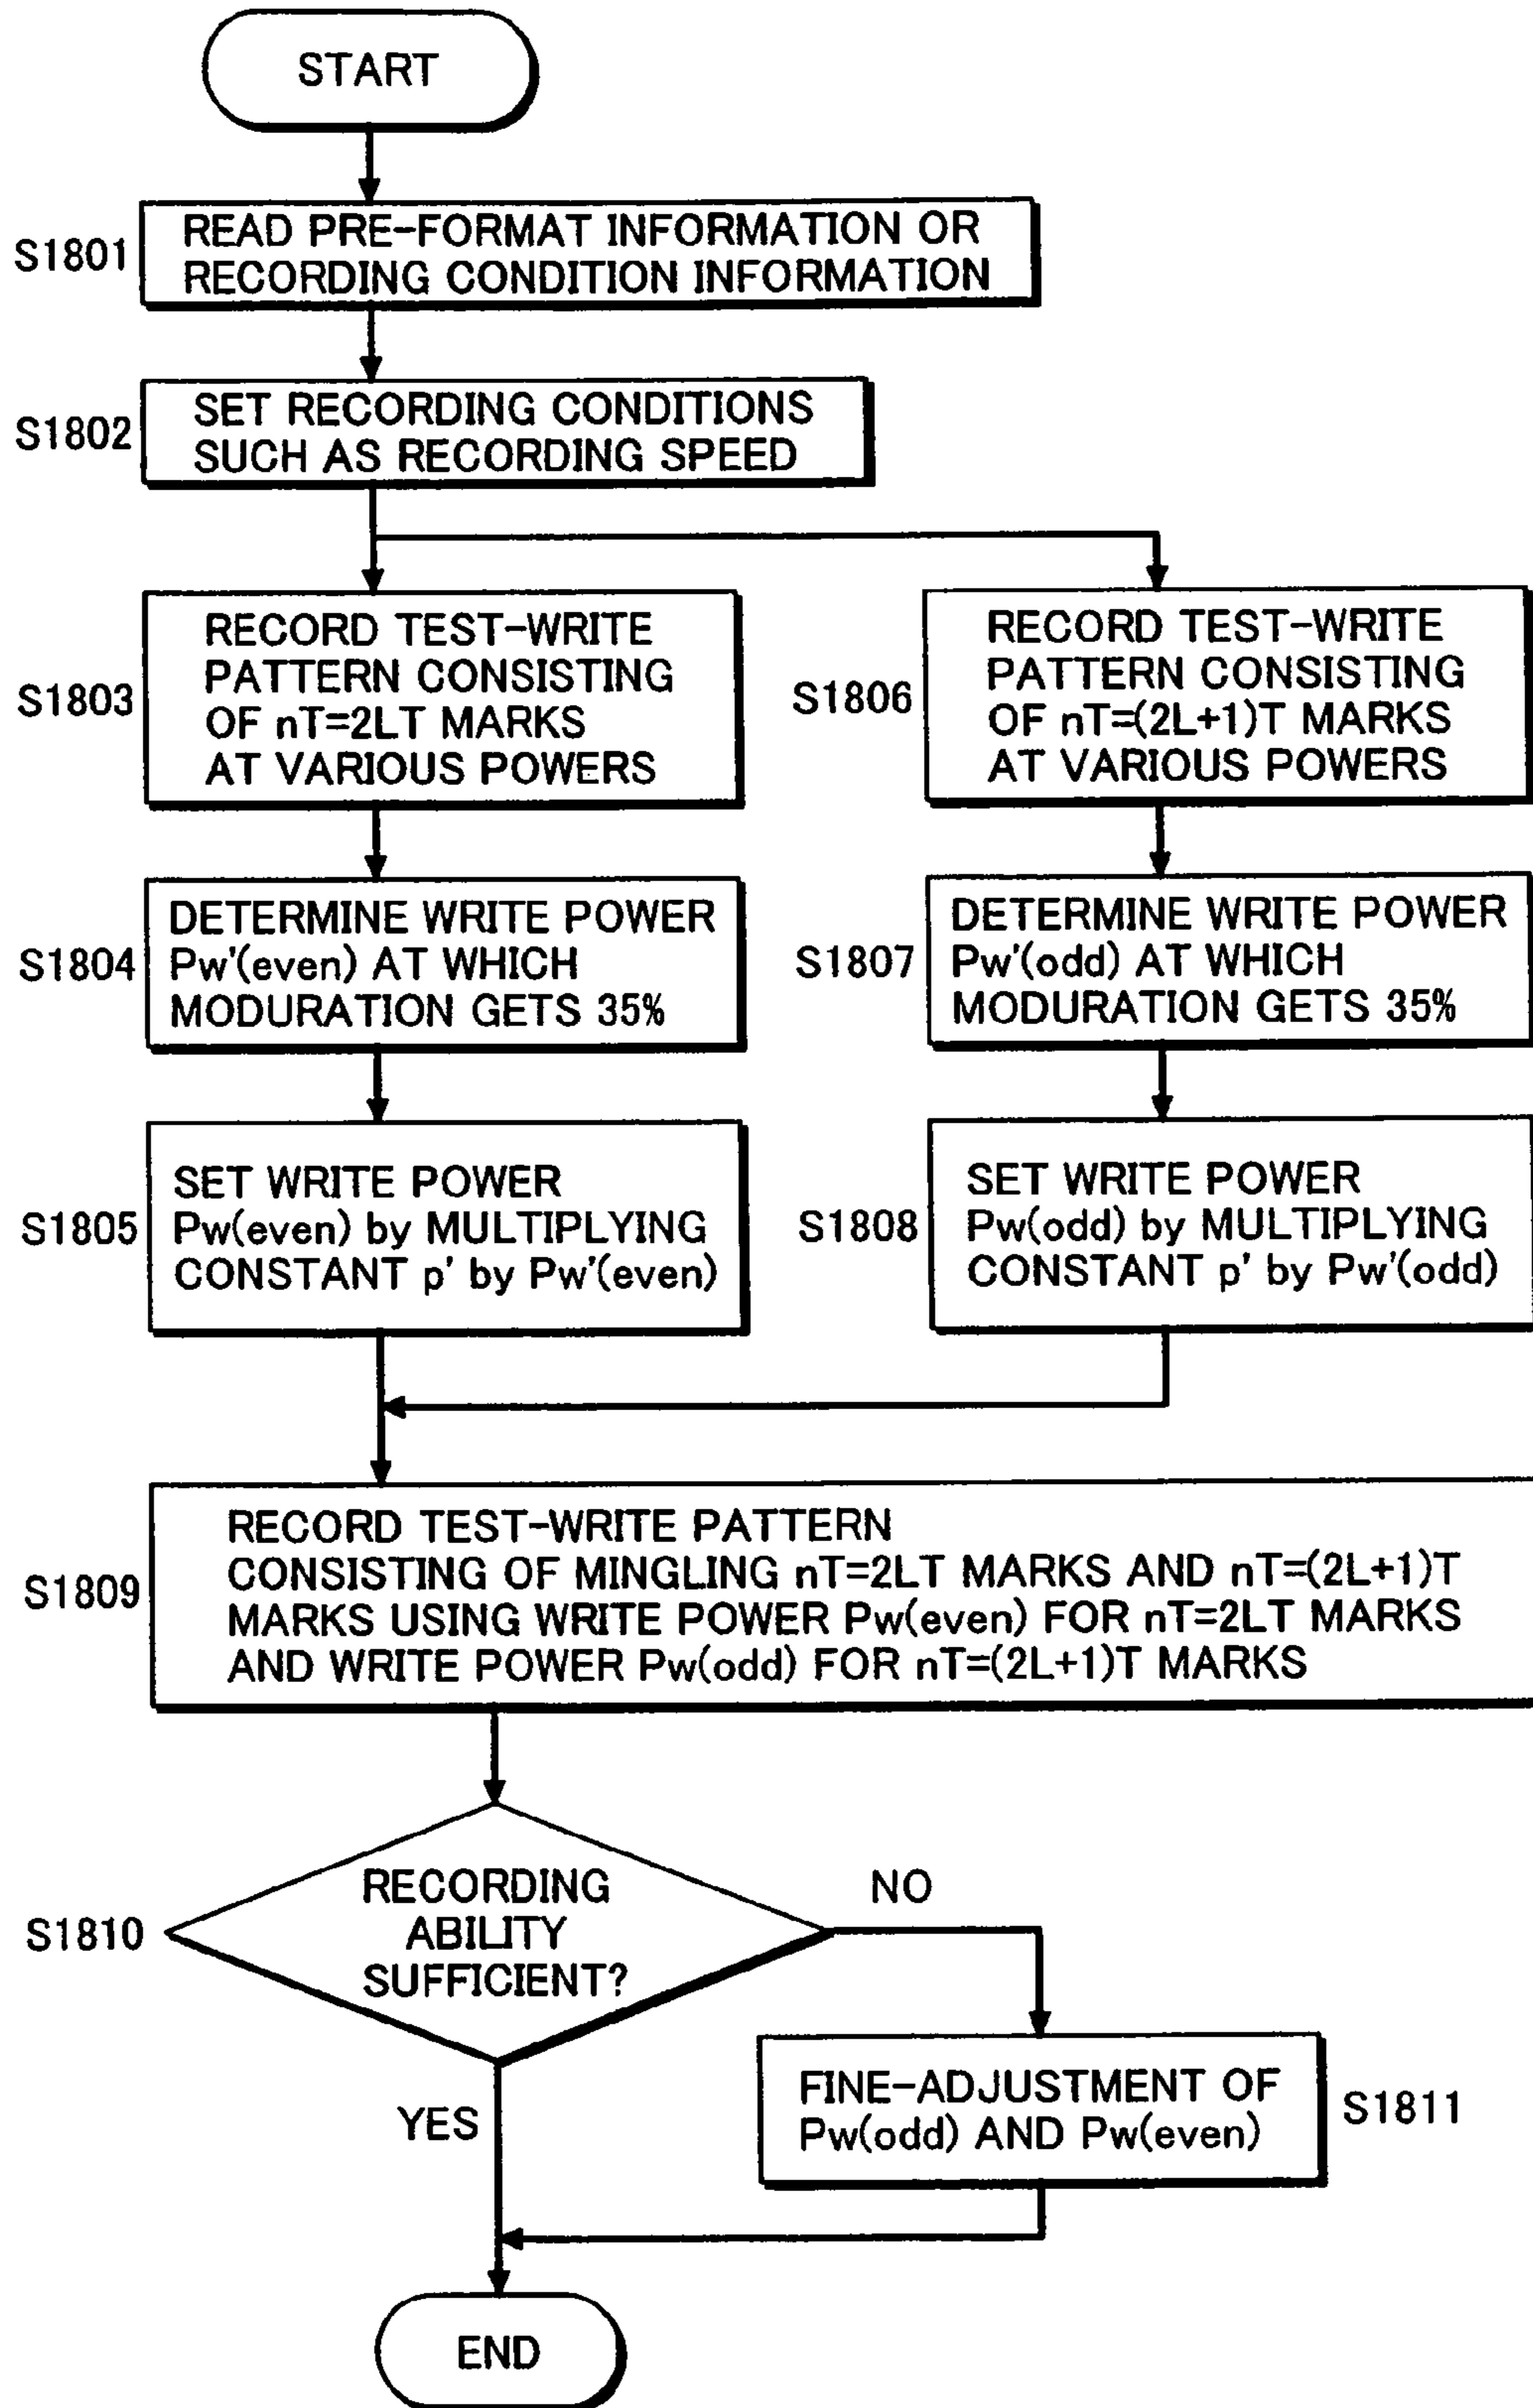 START
S1801
READ PRE-FORMAT INFORMATION OR
RECORDING CONDITION INFORMATION
S1802
SET RECORDING CONDITIONS
SUCH AS RECORDING SPEED
S1803
RECORD TEST-WRITE
PATTERN CONSISTING
OF nT=2LT MARKS
AT VARIOUS POWERS
S1806
RECORD TEST-WRITE
PATTERN CONSISTING
OF nT=(2L+1)T MARKS
AT VARIOUS POWERS
S1804
DETERMINE WRITE POWER
Pw'(even) AT WHICH
MODURATION GETS 35%
S1807
DETERMINE WRITE POWER
Pw'(odd) AT WHICH
MODURATION GETS 35%
S1805
SET WRITE POWER
Pw(even) by MULTIPLYING
CONSTANT p' by Pw'(even)
S1808
SET WRITE POWER
Pw(odd) by MULTIPLYING
CONSTANT p' by Pw'(odd)
S1809
RECORD TEST-WRITE PATTERN
CONSISTING OF MINGLING nT=2LT MARKS AND nT=(2L+1)T
MARKS USING WRITE POWER Pw(even) FOR nT=2LT MARKS
AND WRITE POWER Pw(odd) FOR nT=(2L+1)T MARKS
S1810
RECORDING
ABILITY
SUFFICIENT?
NO
YES
FINE-ADJUSTMENT OF
Pw(odd) AND Pw(even)
S1811
END